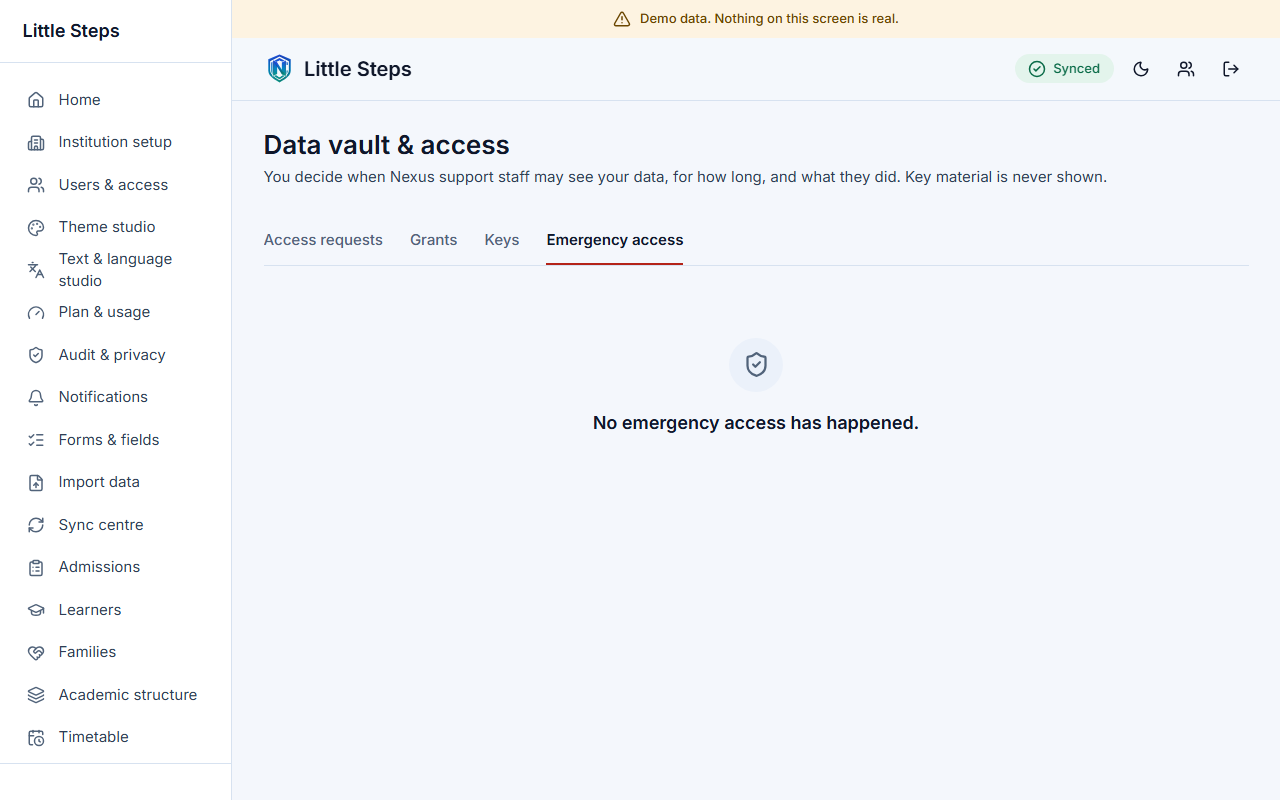 Little Steps
Home
Institution setup
Users & access
Theme studio
Text & language
studio
Plan & usage
Audit & privacy
Notifications
Forms & fields
Import data
Sync centre
Admissions
Learners
Families
Academic structure
Timetable
Demo data. Nothing on this screen is real.
Little Steps
Synced
Data vault & access
You decide when Nexus support staff may see your data, for how long, and what they did. Key material is never shown.
Access requests
Grants
Keys
Emergency access
No emergency access has happened.